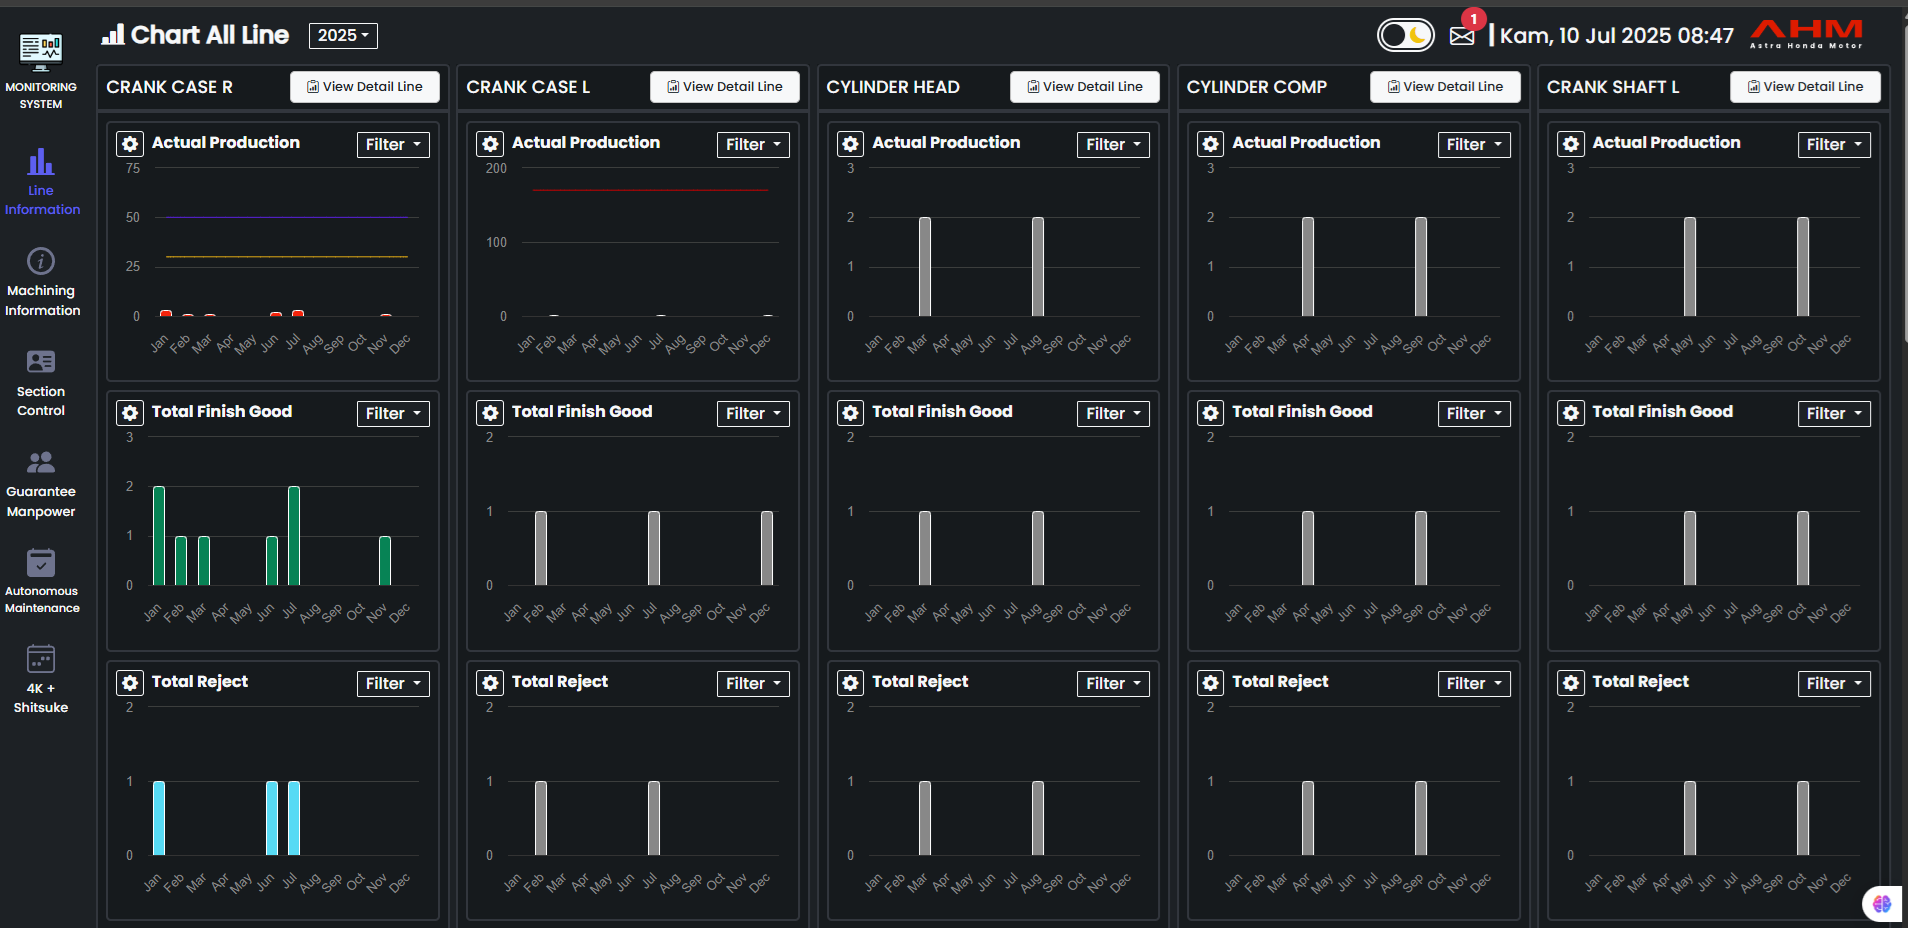 Chart All Line
2025
1
Kam, 10 Jul 2025 08:47
AHM
Astra Honda Motor
MONITORING
SYSTEM
Line
Information
Machining
Information
Section
Control
Guarantee
Manpower
Autonomous
Maintenance
4K +
Shitsuke
CRANK CASE R
View Detail Line
Actual Production
Filter
75
50
25
0
Jan Feb Mar Apr May Jun Jul Aug Sep Oct Nov Dec
Total Finish Good
Filter
3
2
1
0
Jan Feb Mar Apr May Jun Jul Aug Sep Oct Nov Dec
Total Reject
Filter
2
1
0
Jan Feb Mar Apr May Jun Jul Aug Sep Oct Nov Dec
CRANK CASE L
View Detail Line
Actual Production
Filter
200
100
0
Jan Feb Mar Apr May Jun Jul Aug Sep Oct Nov Dec
Total Finish Good
Filter
2
1
0
Jan Feb Mar Apr May Jun Jul Aug Sep Oct Nov Dec
Total Reject
Filter
2
1
0
Jan Feb Mar Apr May Jun Jul Aug Sep Oct Nov Dec
CYLINDER HEAD
View Detail Line
Actual Production
Filter
3
2
1
0
Jan Feb Mar Apr May Jun Jul Aug Sep Oct Nov Dec
Total Finish Good
Filter
2
1
0
Jan Feb Mar Apr May Jun Jul Aug Sep Oct Nov Dec
Total Reject
Filter
2
1
0
Jan Feb Mar Apr May Jun Jul Aug Sep Oct Nov Dec
CYLINDER COMP
View Detail Line
Actual Production
Filter
3
2
1
0
Jan Feb Mar Apr May Jun Jul Aug Sep Oct Nov Dec
Total Finish Good
Filter
2
1
0
Jan Feb Mar Apr May Jun Jul Aug Sep Oct Nov Dec
Total Reject
Filter
2
1
0
Jan Feb Mar Apr May Jun Jul Aug Sep Oct Nov Dec
CRANK SHAFT L
View Detail Line
Actual Production
Filter
3
2
1
0
Jan Feb Mar Apr May Jun Jul Aug Sep Oct Nov Dec
Total Finish Good
Filter
2
1
0
Jan Feb Mar Apr May Jun Jul Aug Sep Oct Nov Dec
Total Reject
Filter
2
1
0
Jan Feb Mar Apr May Jun Jul Aug Sep Oct Nov Dec